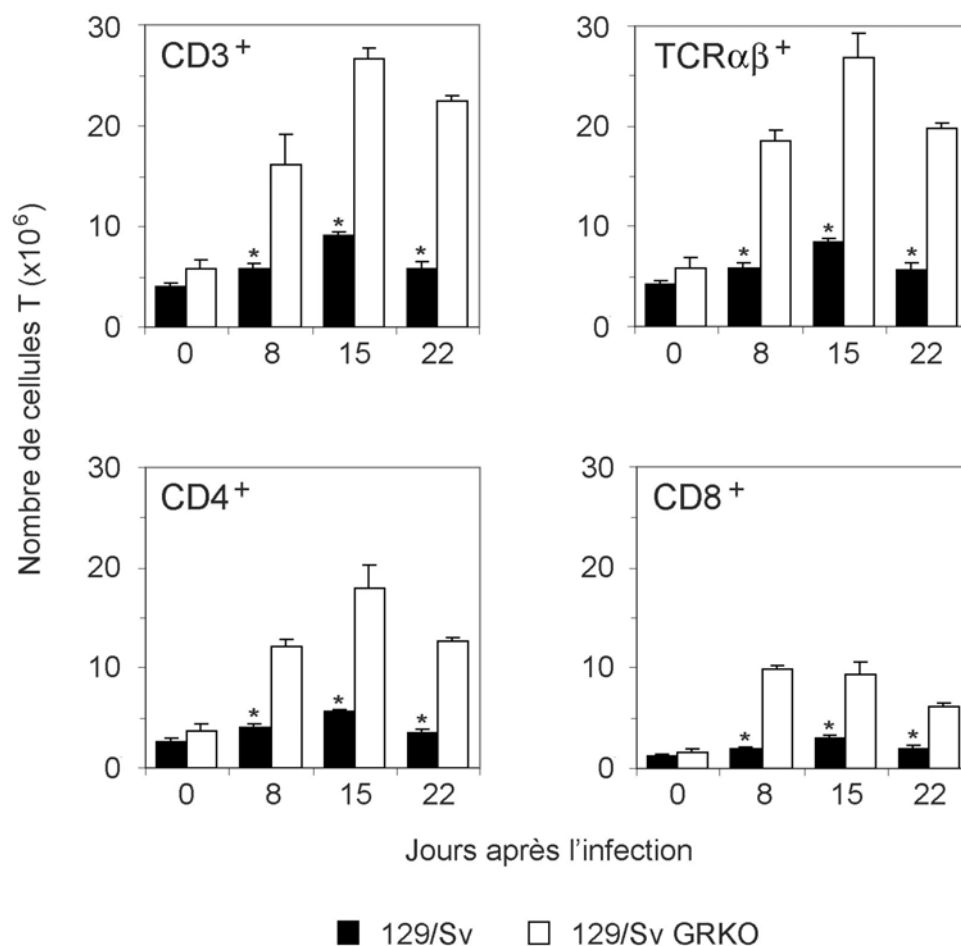 Nombre de cellules T (x10⁶)
CD3⁺
30
20
10
0
*
*
*
0 8 15 22
TCRαβ⁺
30
20
10
0
*
*
*
0 8 15 22
CD4⁺
30
20
10
0
*
*
*
0 8 15 22
CD8⁺
30
20
10
0
*
*
*
0 8 15 22
Jours après l'infection
129/Sv 129/Sv GRKO